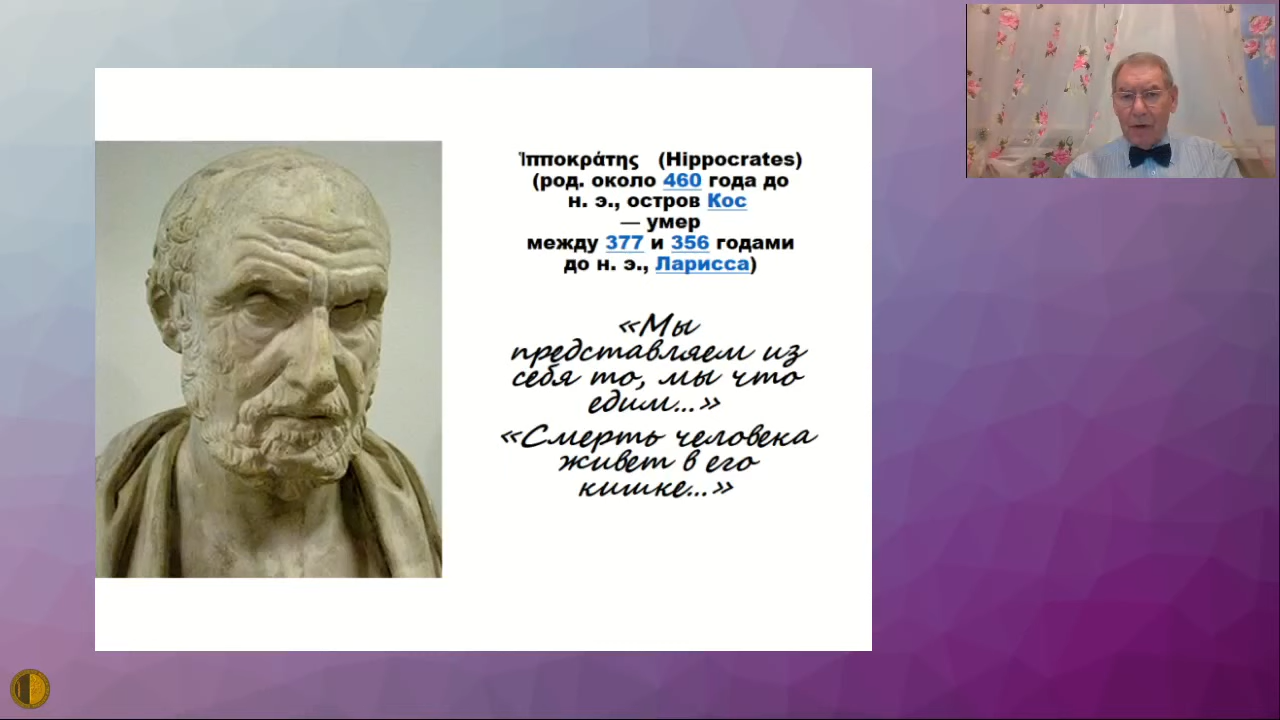 Ἱπποκράτης (Hippocrates)
(род. около 460 года до
н. э., остров Кос
— умер
между 377 и 356 годами
до н. э., Ларисса)
«Мы
представляем из
себя то, мы что
едим...»
«Смерть человека
живет в его
кишке...»